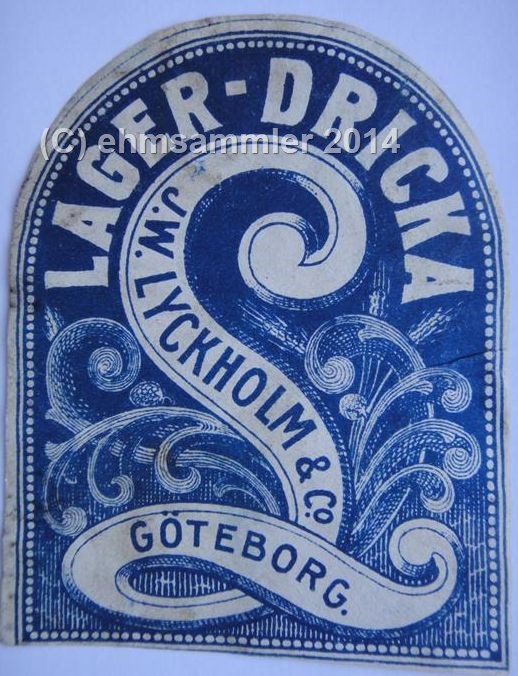 LAGER-DRICKA
(C) ehmsammler 2014
J.W. LYCKHOLM & Co
GÖTEBORG.